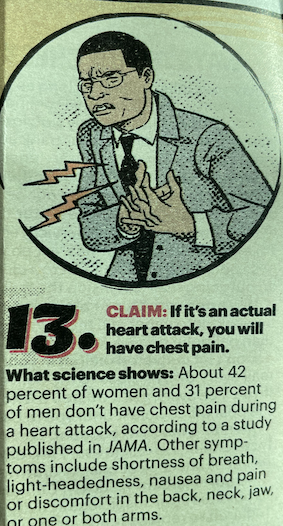 13.
CLAIM: If it's an actual
heart attack, you will
have chest pain.
What science shows: About 42
percent of women and 31 percent
of men don't have chest pain during
a heart attack, according to a study
published in JAMA. Other symp-
toms include shortness of breath,
light-headedness, nausea and pain
or discomfort in the back, neck, jaw,
or one or both arms.